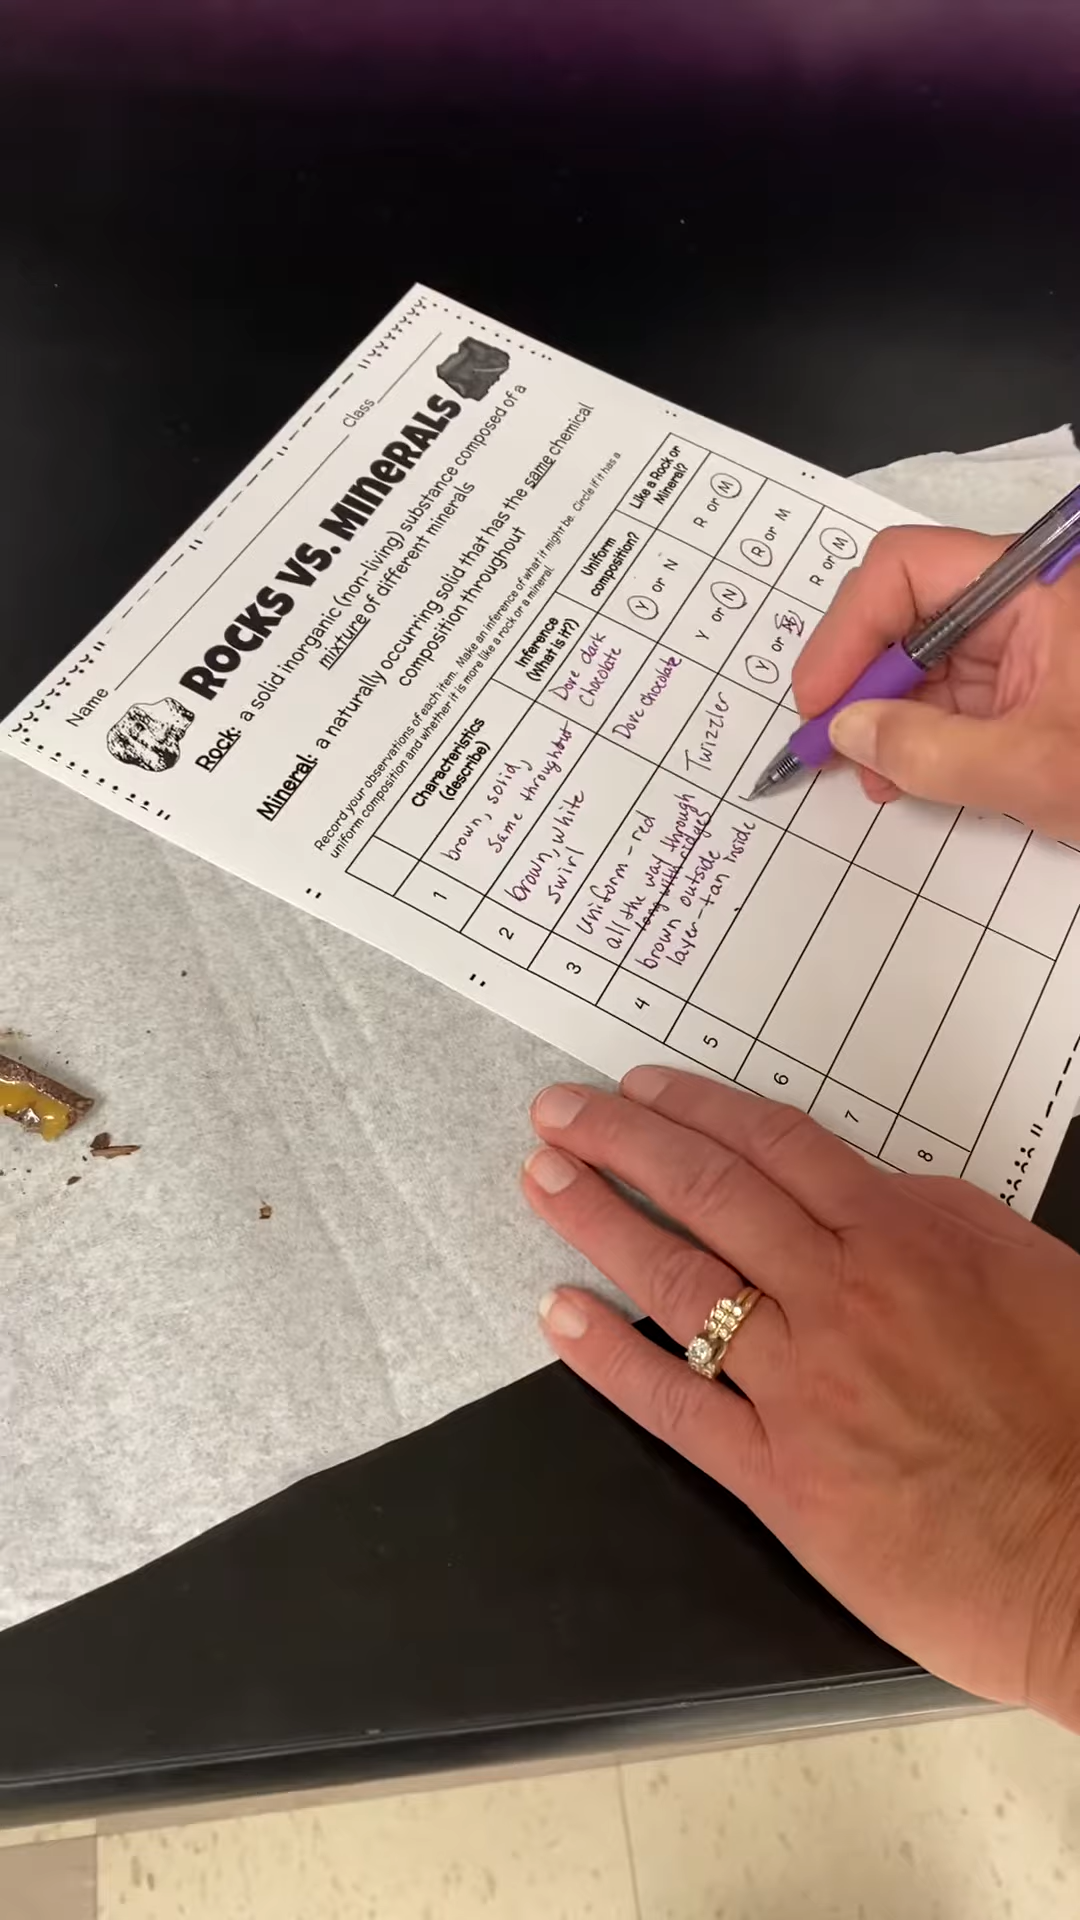 Name Class
ROCKS VS. MINERALS
Rock: a solid inorganic (non-living) substance composed of a
mixture of different minerals
Mineral: a naturally occurring solid that has the same chemical
composition throughout
Record your observations of each item. Make an inference of what it might be. Circle if it has a
uniform composition and whether it is more like a rock or a mineral.
Characteristics
(describe)
Inference
(What is it?)
Uniform
composition?
Like a Rock or
Mineral?
1
brown, solid,
same throughout
Dove dark
Chocolate
Y or N
R or M
2
brown, white
swirl
Dove chocolate
Y or N
R or M
3
Uniform - red
all the way through
long with ridges
Twizzler
Y or
R or M
4
brown outside
layer - tan inside
5
6
7
8